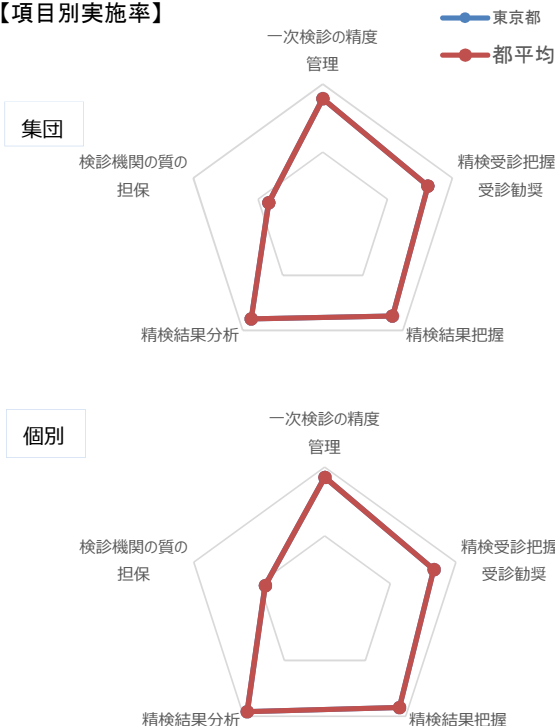 【項目別実施率】
東京都
都平均
集団
一次検診の精度
管理
精検受診把握
受診勧奨
精検結果把握
精検結果分析
検診機関の質の
担保
個別
一次検診の精度
管理
精検受診把握
受診勧奨
精検結果把握
精検結果分析
検診機関の質の
担保